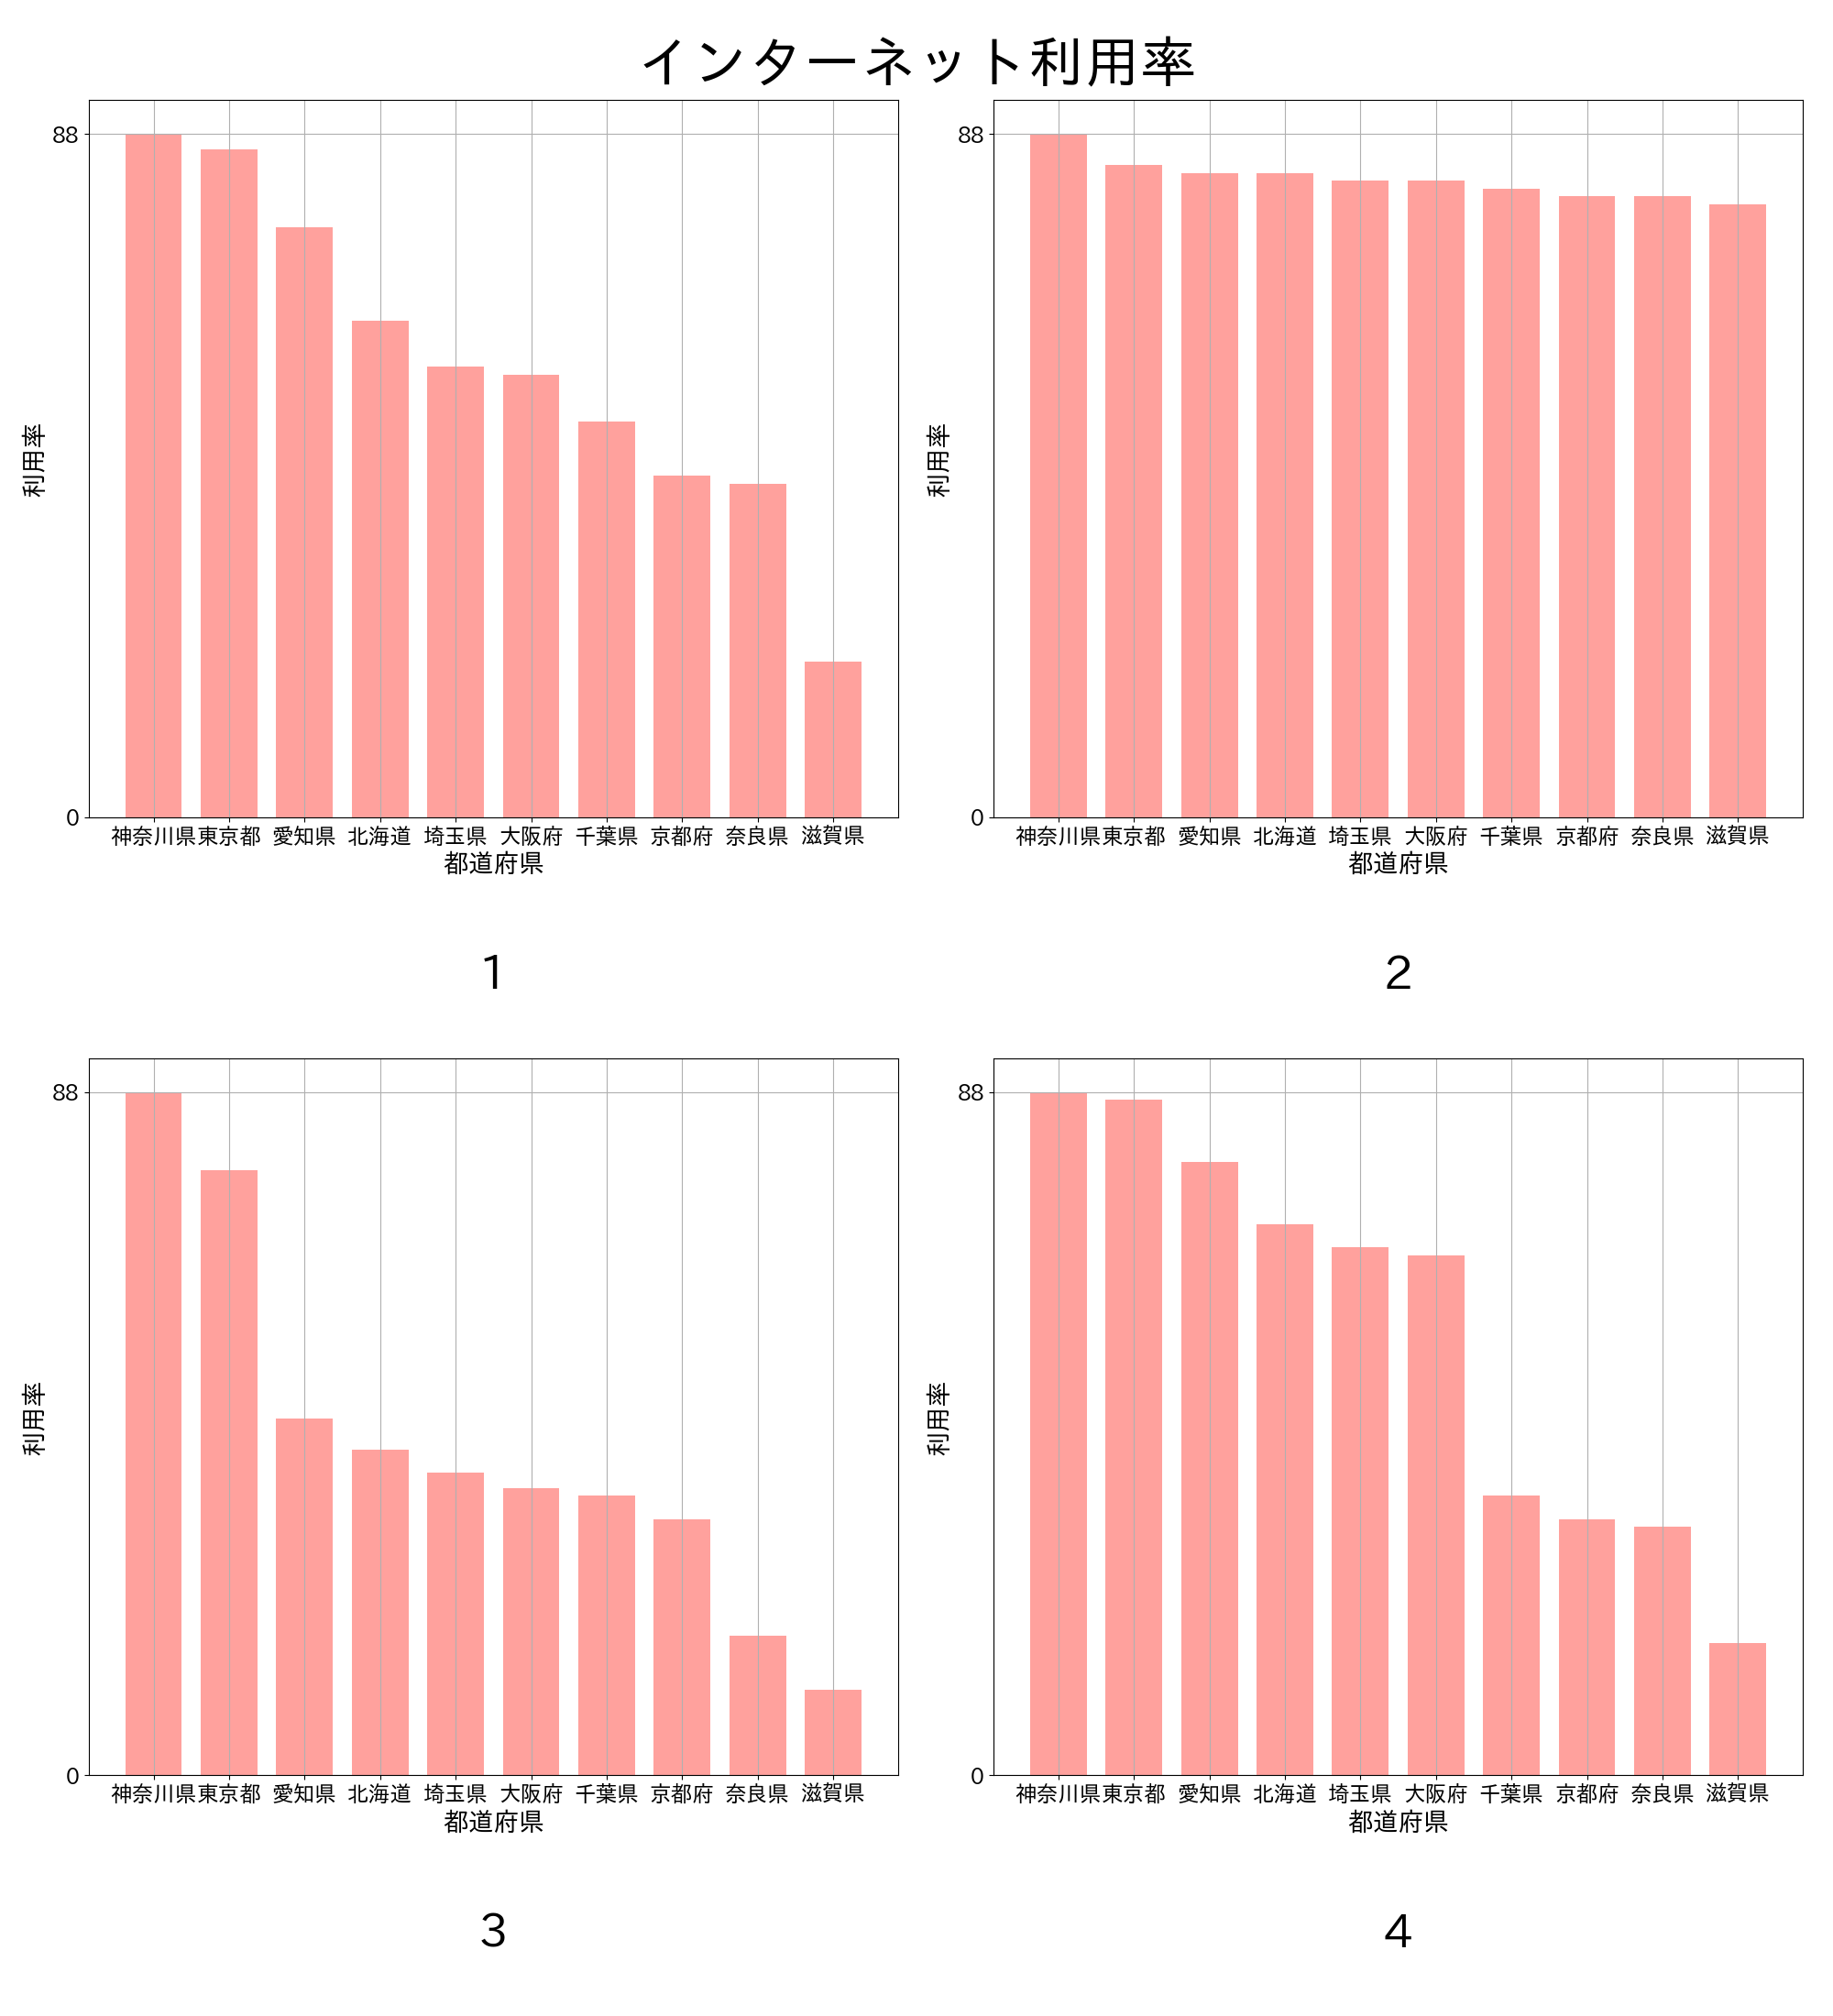 インターネット利用率
88
利用率
0
神奈川県 東京都 愛知県 北海道 埼玉県 大阪府 千葉県 京都府 奈良県 滋賀県
都道府県
1
88
利用率
0
神奈川県 東京都 愛知県 北海道 埼玉県 大阪府 千葉県 京都府 奈良県 滋賀県
都道府県
2
88
利用率
0
神奈川県 東京都 愛知県 北海道 埼玉県 大阪府 千葉県 京都府 奈良県 滋賀県
都道府県
3
88
利用率
0
神奈川県 東京都 愛知県 北海道 埼玉県 大阪府 千葉県 京都府 奈良県 滋賀県
都道府県
4